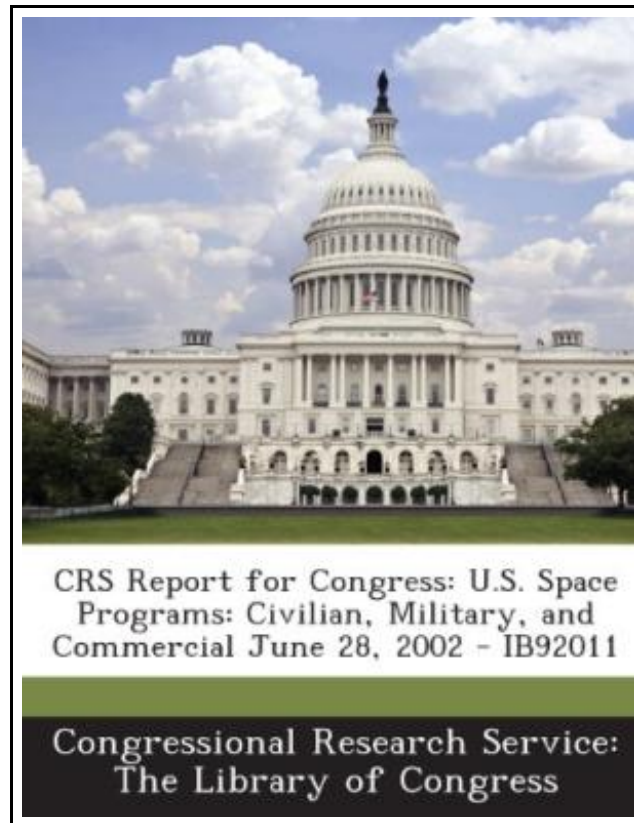 CRS Report for Congress: U.S. Space
Programs: Civilian, Military, and
Commercial June 28, 2002 - IB92011
Congressional Research Service:
The Library of Congress